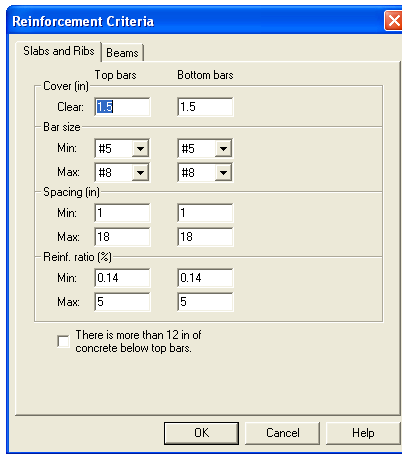 Reinforcement Criteria
Slabs and Ribs Beams
Top bars Bottom bars
Cover (in)
Clear: 1.5 1.5
Bar size
Min: #5 #5
Max: #8 #8
Spacing (in)
Min: 1 1
Max: 18 18
Reinf. ratio (%)
Min: 0.14 0.14
Max: 5 5
There is more than 12 in of
concrete below top bars.
OK Cancel Help